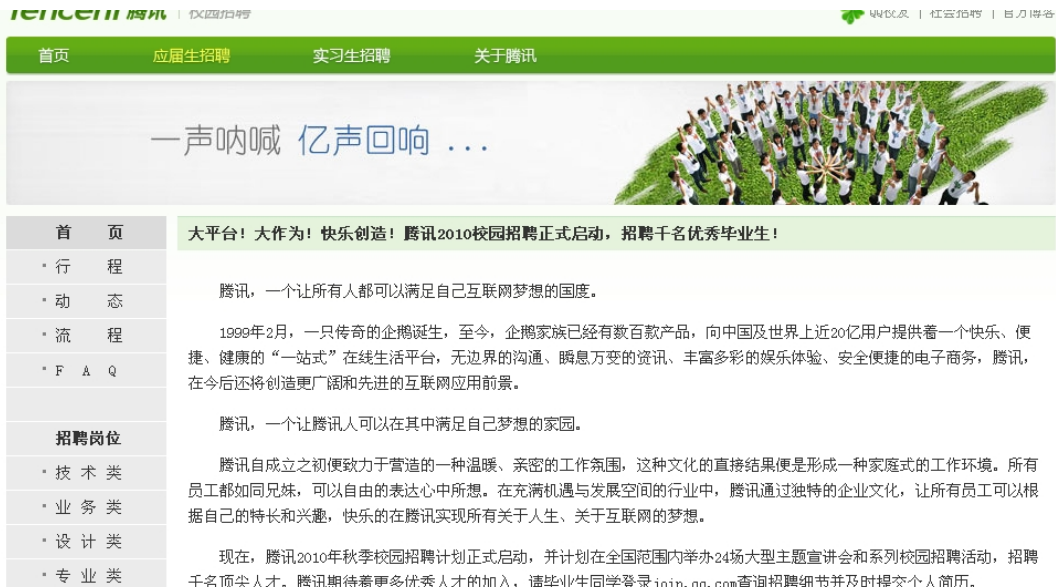 Tencent 腾讯 | 校园招聘
QQ校友 | 社会招聘 | 官方博客
首页 应届生招聘 实习生招聘 关于腾讯
一声呐喊 亿声回响 ...
首 页
· 行 程
· 动 态
· 流 程
· F A Q
招聘岗位
· 技 术 类
· 业 务 类
· 设 计 类
· 专 业 类
大平台！大作为！快乐创造！腾讯2010校园招聘正式启动，招聘千名优秀毕业生！
腾讯，一个让所有人都可以满足自己互联网梦想的国度。
1999年2月，一只传奇的企鹅诞生，至今，企鹅家族已经有数百款产品，向中国及世界上近20亿用户提供着一个快乐、便
捷、健康的“一站式”在线生活平台，无边界的沟通、瞬息万变的资讯、丰富多彩的娱乐体验、安全便捷的电子商务，腾讯，
在今后还将创造更广阔和先进的互联网应用前景。
腾讯，一个让腾讯人可以在其中满足自己梦想的家园。
腾讯自成立之初便致力于营造的一种温暖、亲密的工作氛围，这种文化的直接结果便是形成一种家庭式的工作环境。所有
员工都如同兄妹，可以自由的表达心中所想。在充满机遇与发展空间的行业中，腾讯通过独特的企业文化，让所有员工可以根
据自己的特长和兴趣，快乐的在腾讯实现所有关于人生、关于互联网的梦想。
现在，腾讯2010年秋季校园招聘计划正式启动，并计划在全国范围内举办24场大型主题宣讲会和系列校园招聘活动，招聘
千名顶尖人才。腾讯期待着更多优秀人才的加入，请毕业生同学登录join.qq.com查询招聘细节并及时提交个人简历。